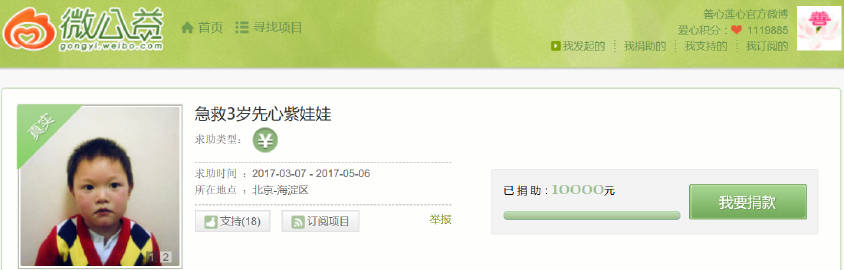 微公益
gongyi.weibo.com
首页 寻找项目
善心莲心官方微博
爱心积分：1119885
我发起的 我捐助的 我支持的 我订阅的
善
真实
急救3岁先心紫娃娃
求助类型： ¥
求助时间 ： 2017-03-07 - 2017-05-06
所在地点 ： 北京-海淀区
支持(18) 订阅项目 举报
已 捐 助 : 10000元
我要捐款
1 2